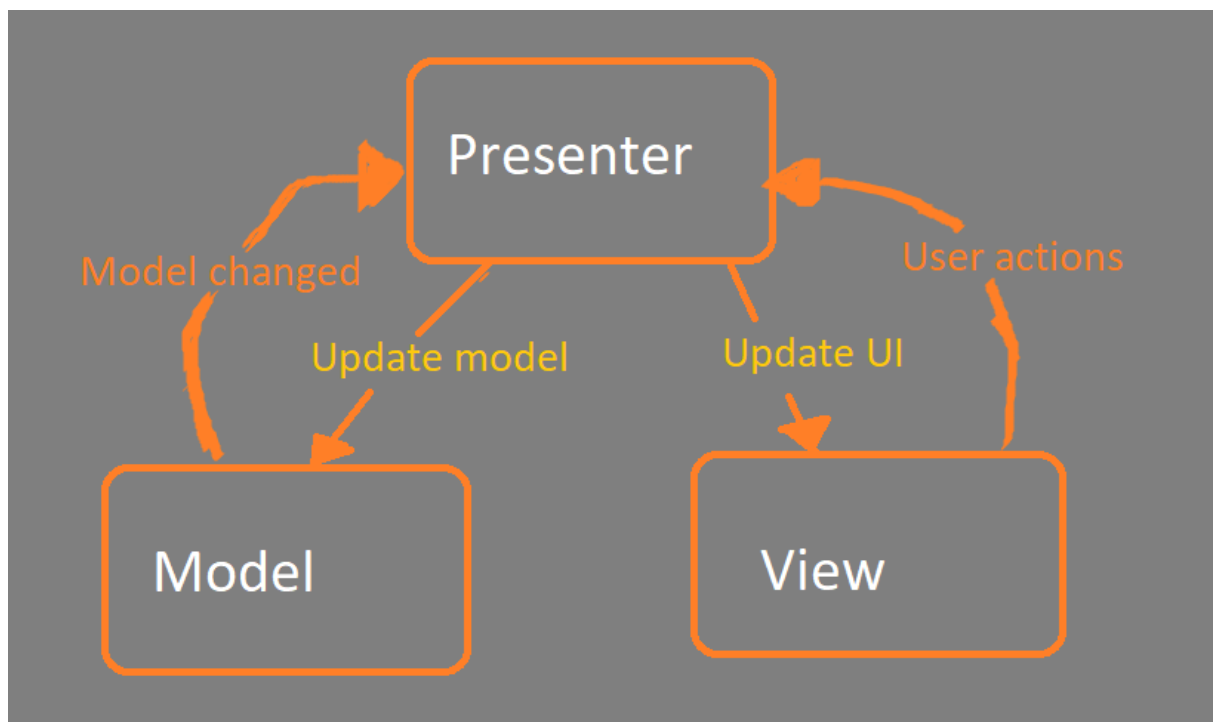 Presenter
Model changed
User actions
Update model
Update UI
Model
View